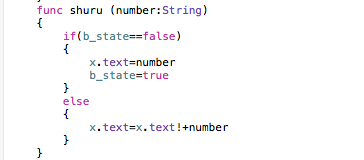 func shuru (number:String)
{
if(b_state==false)
{
x.text=number
b_state=true
}
else
{
x.text=x.text!+number
}
}